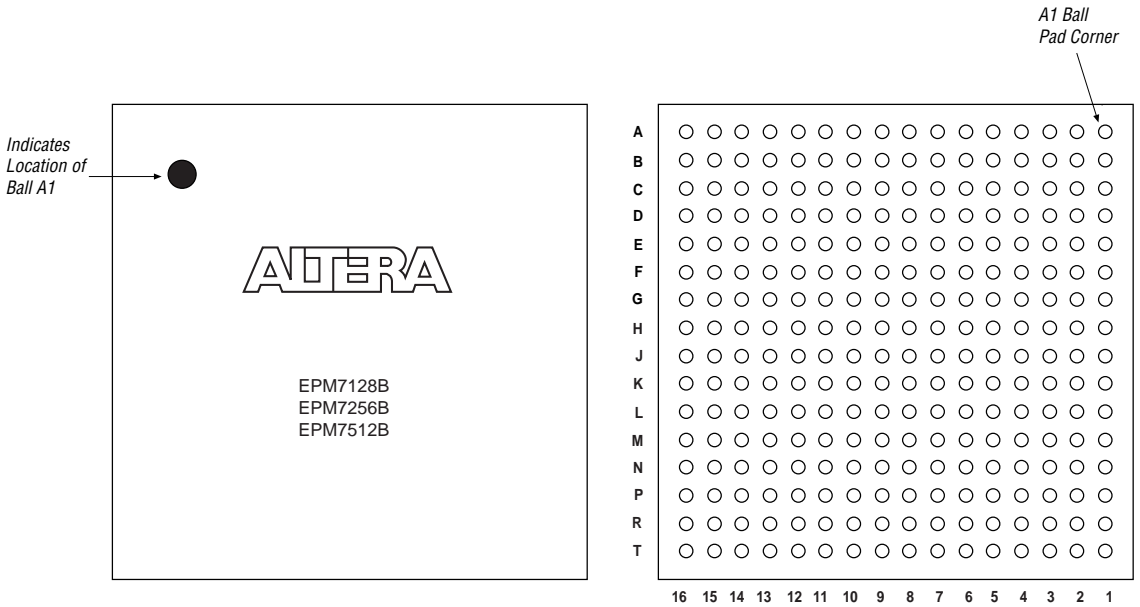 A1 Ball
Pad Corner
Indicates
Location of
Ball A1
ALTERA
EPM7128B
EPM7256B
EPM7512B
A
B
C
D
E
F
G
H
J
K
L
M
N
P
R
T
16 15 14 13 12 11 10 9 8 7 6 5 4 3 2 1